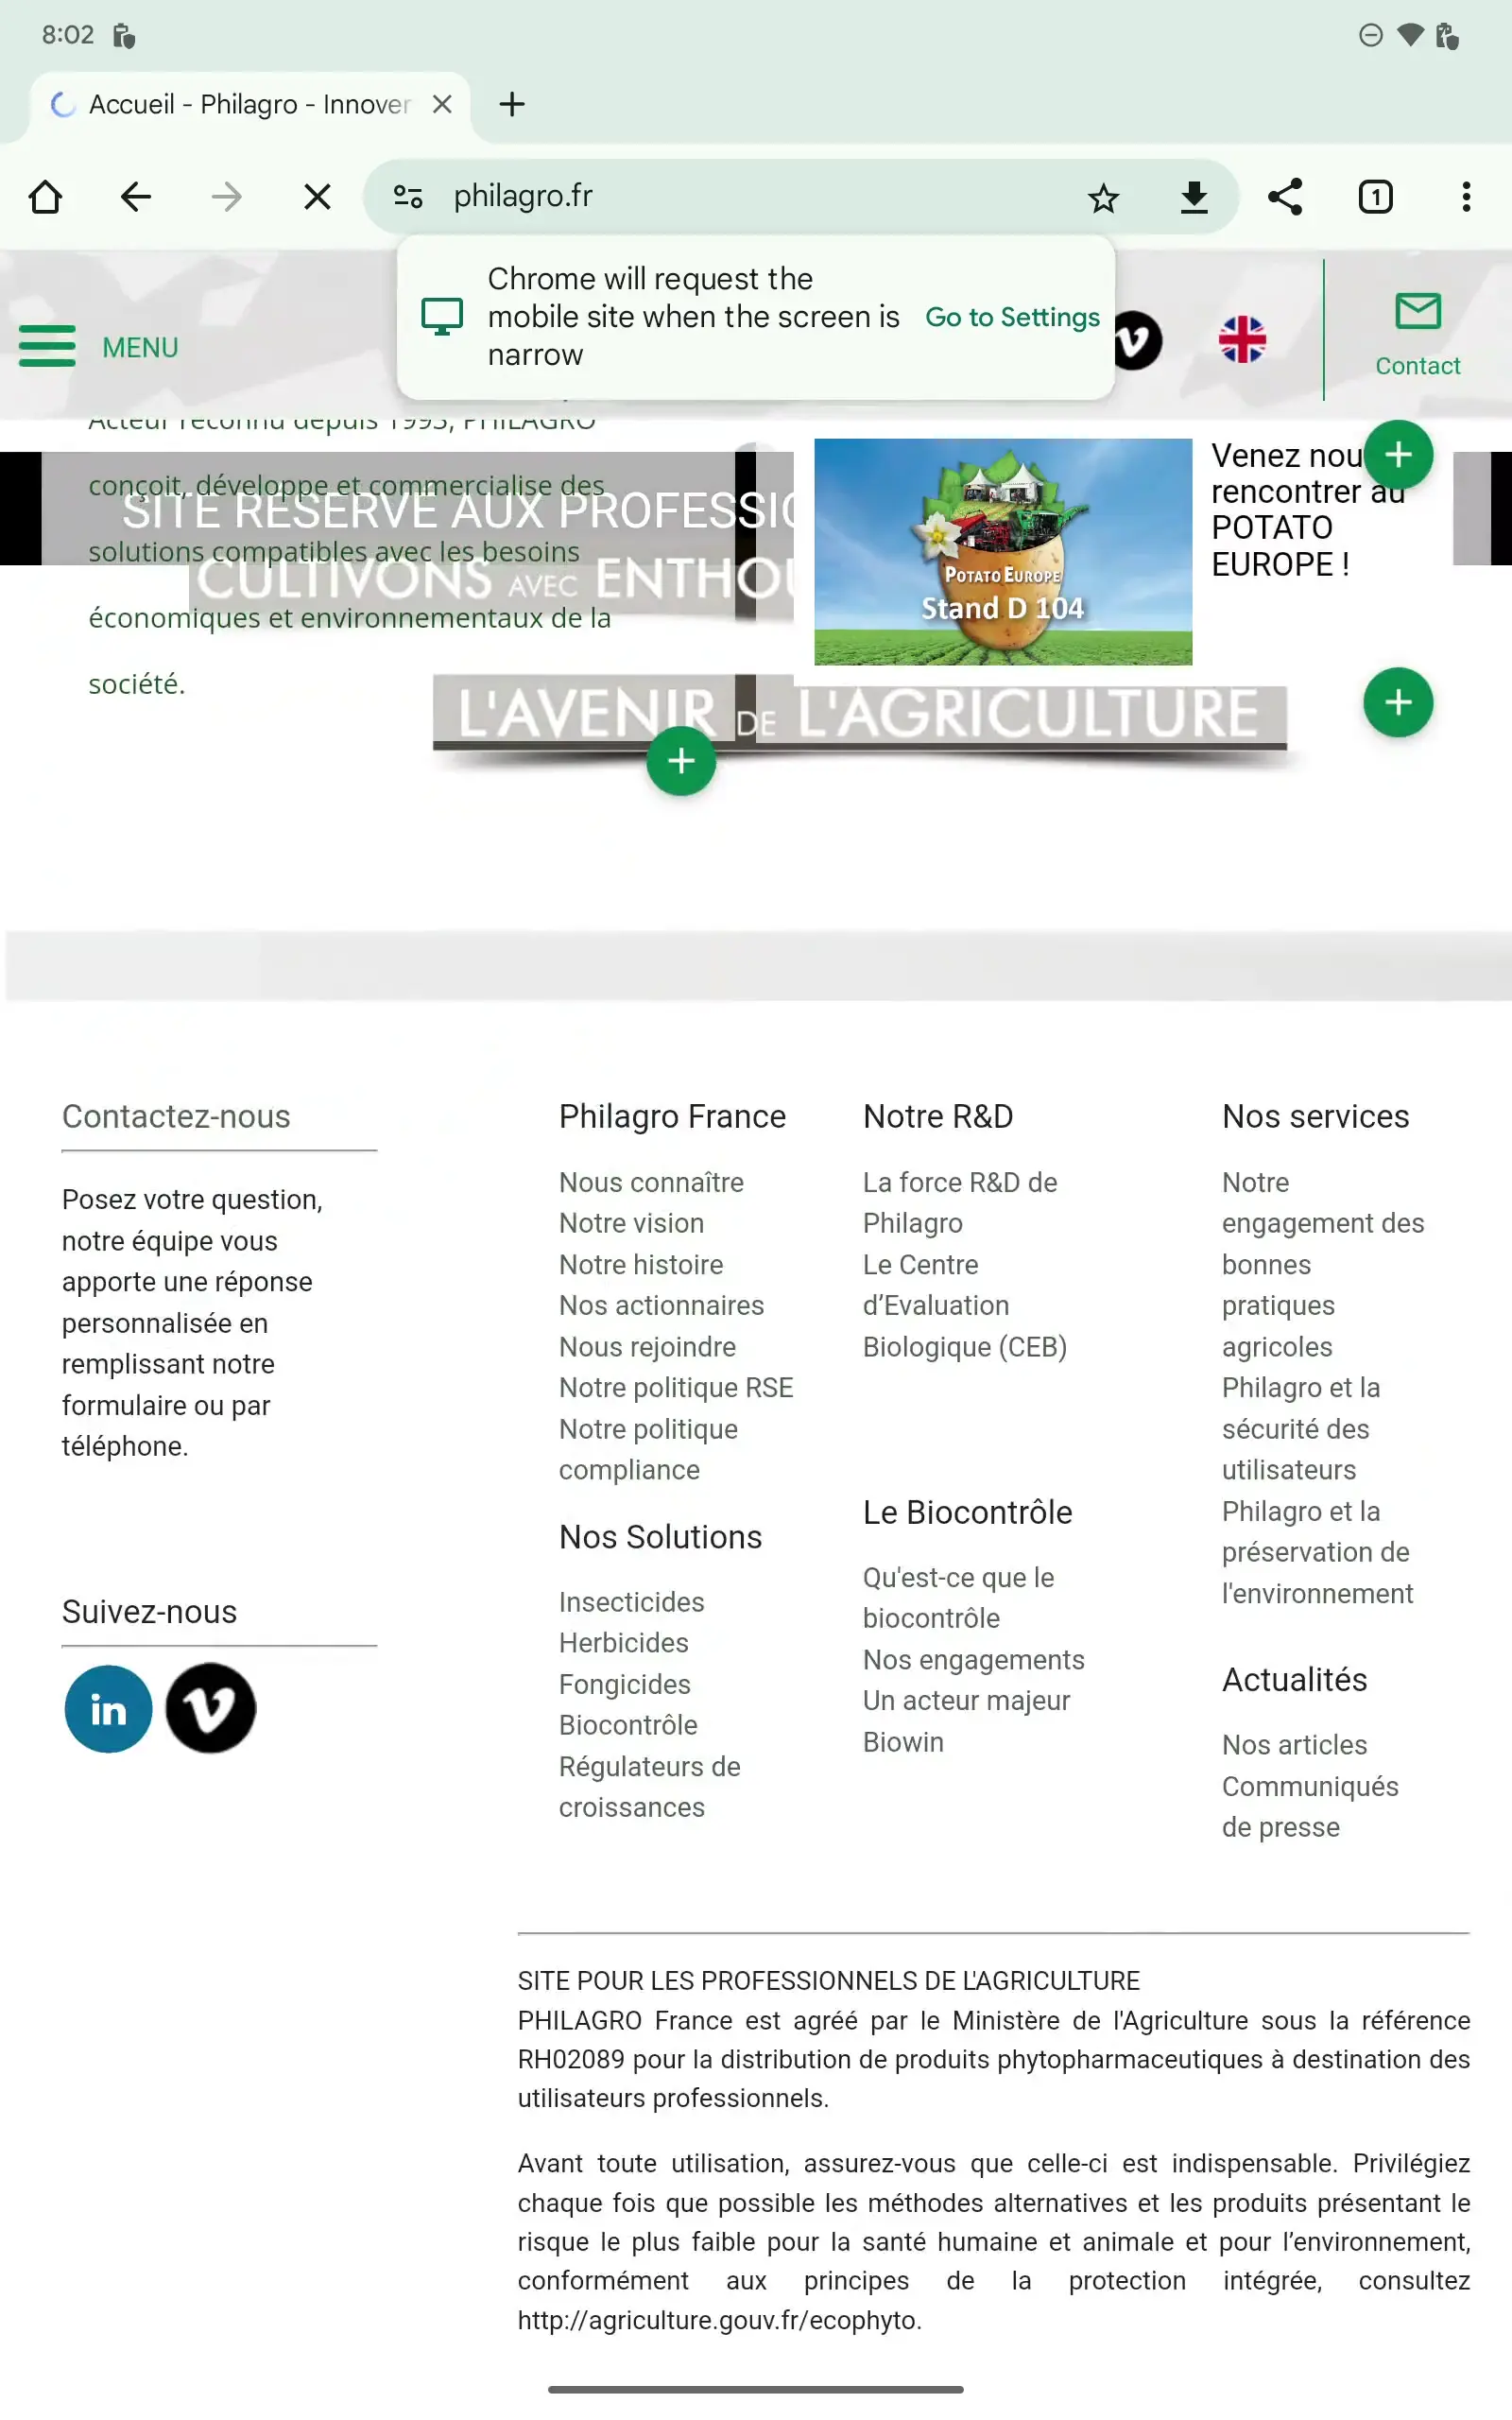 8:02
Accueil - Philagro - Innover
philagro.fr
1
Chrome will request the
mobile site when the screen is
narrow
Go to Settings
MENU
Contact
Acteur reconnu depuis 1993, PHILAGRO
conçoit, développe et commercialise des
SITE RESERVÉ AUX
solutions compatibles avec les besoins
CULTIVONS AVEC
économiques et environnementaux de la
société.
L'AVENIR DE L'AGRICULTURE
POTATO EUROPE
Stand D 104
Venez
rencontrer au
POTATO
EUROPE !
Contactez-nous
Posez votre question,
notre équipe vous
apporte une réponse
personnalisée en
remplissant notre
formulaire ou par
téléphone.
Suivez-nous
in
Philagro France
Nous connaître
Notre vision
Notre histoire
Nos actionnaires
Nous rejoindre
Notre politique RSE
Notre politique
compliance
Nos Solutions
Insecticides
Herbicides
Fongicides
Biocontrôle
Régulateurs de
croissances
Notre R&D
La force R&D de
Philagro
Le Centre
d’Evaluation
Biologique (CEB)
Le Biocontrôle
Qu'est-ce que le
biocontrôle
Nos engagements
Un acteur majeur
Biowin
Nos services
Notre
engagement des
bonnes
pratiques
agricoles
Philagro et la
sécurité des
utilisateurs
Philagro et la
préservation de
l'environnement
Actualités
Nos articles
Communiqués
de presse
SITE POUR LES PROFESSIONNELS DE L'AGRICULTURE
PHILAGRO France est agréé par le Ministère de l'Agriculture sous la référence
RH02089 pour la distribution de produits phytopharmaceutiques à destination des
utilisateurs professionnels.
Avant toute utilisation, assurez-vous que celle-ci est indispensable. Privilégiez
chaque fois que possible les méthodes alternatives et les produits présentant le
risque le plus faible pour la santé humaine et animale et pour l’environnement,
conformément aux principes de la protection intégrée, consultez
http://agriculture.gouv.fr/ecophyto.